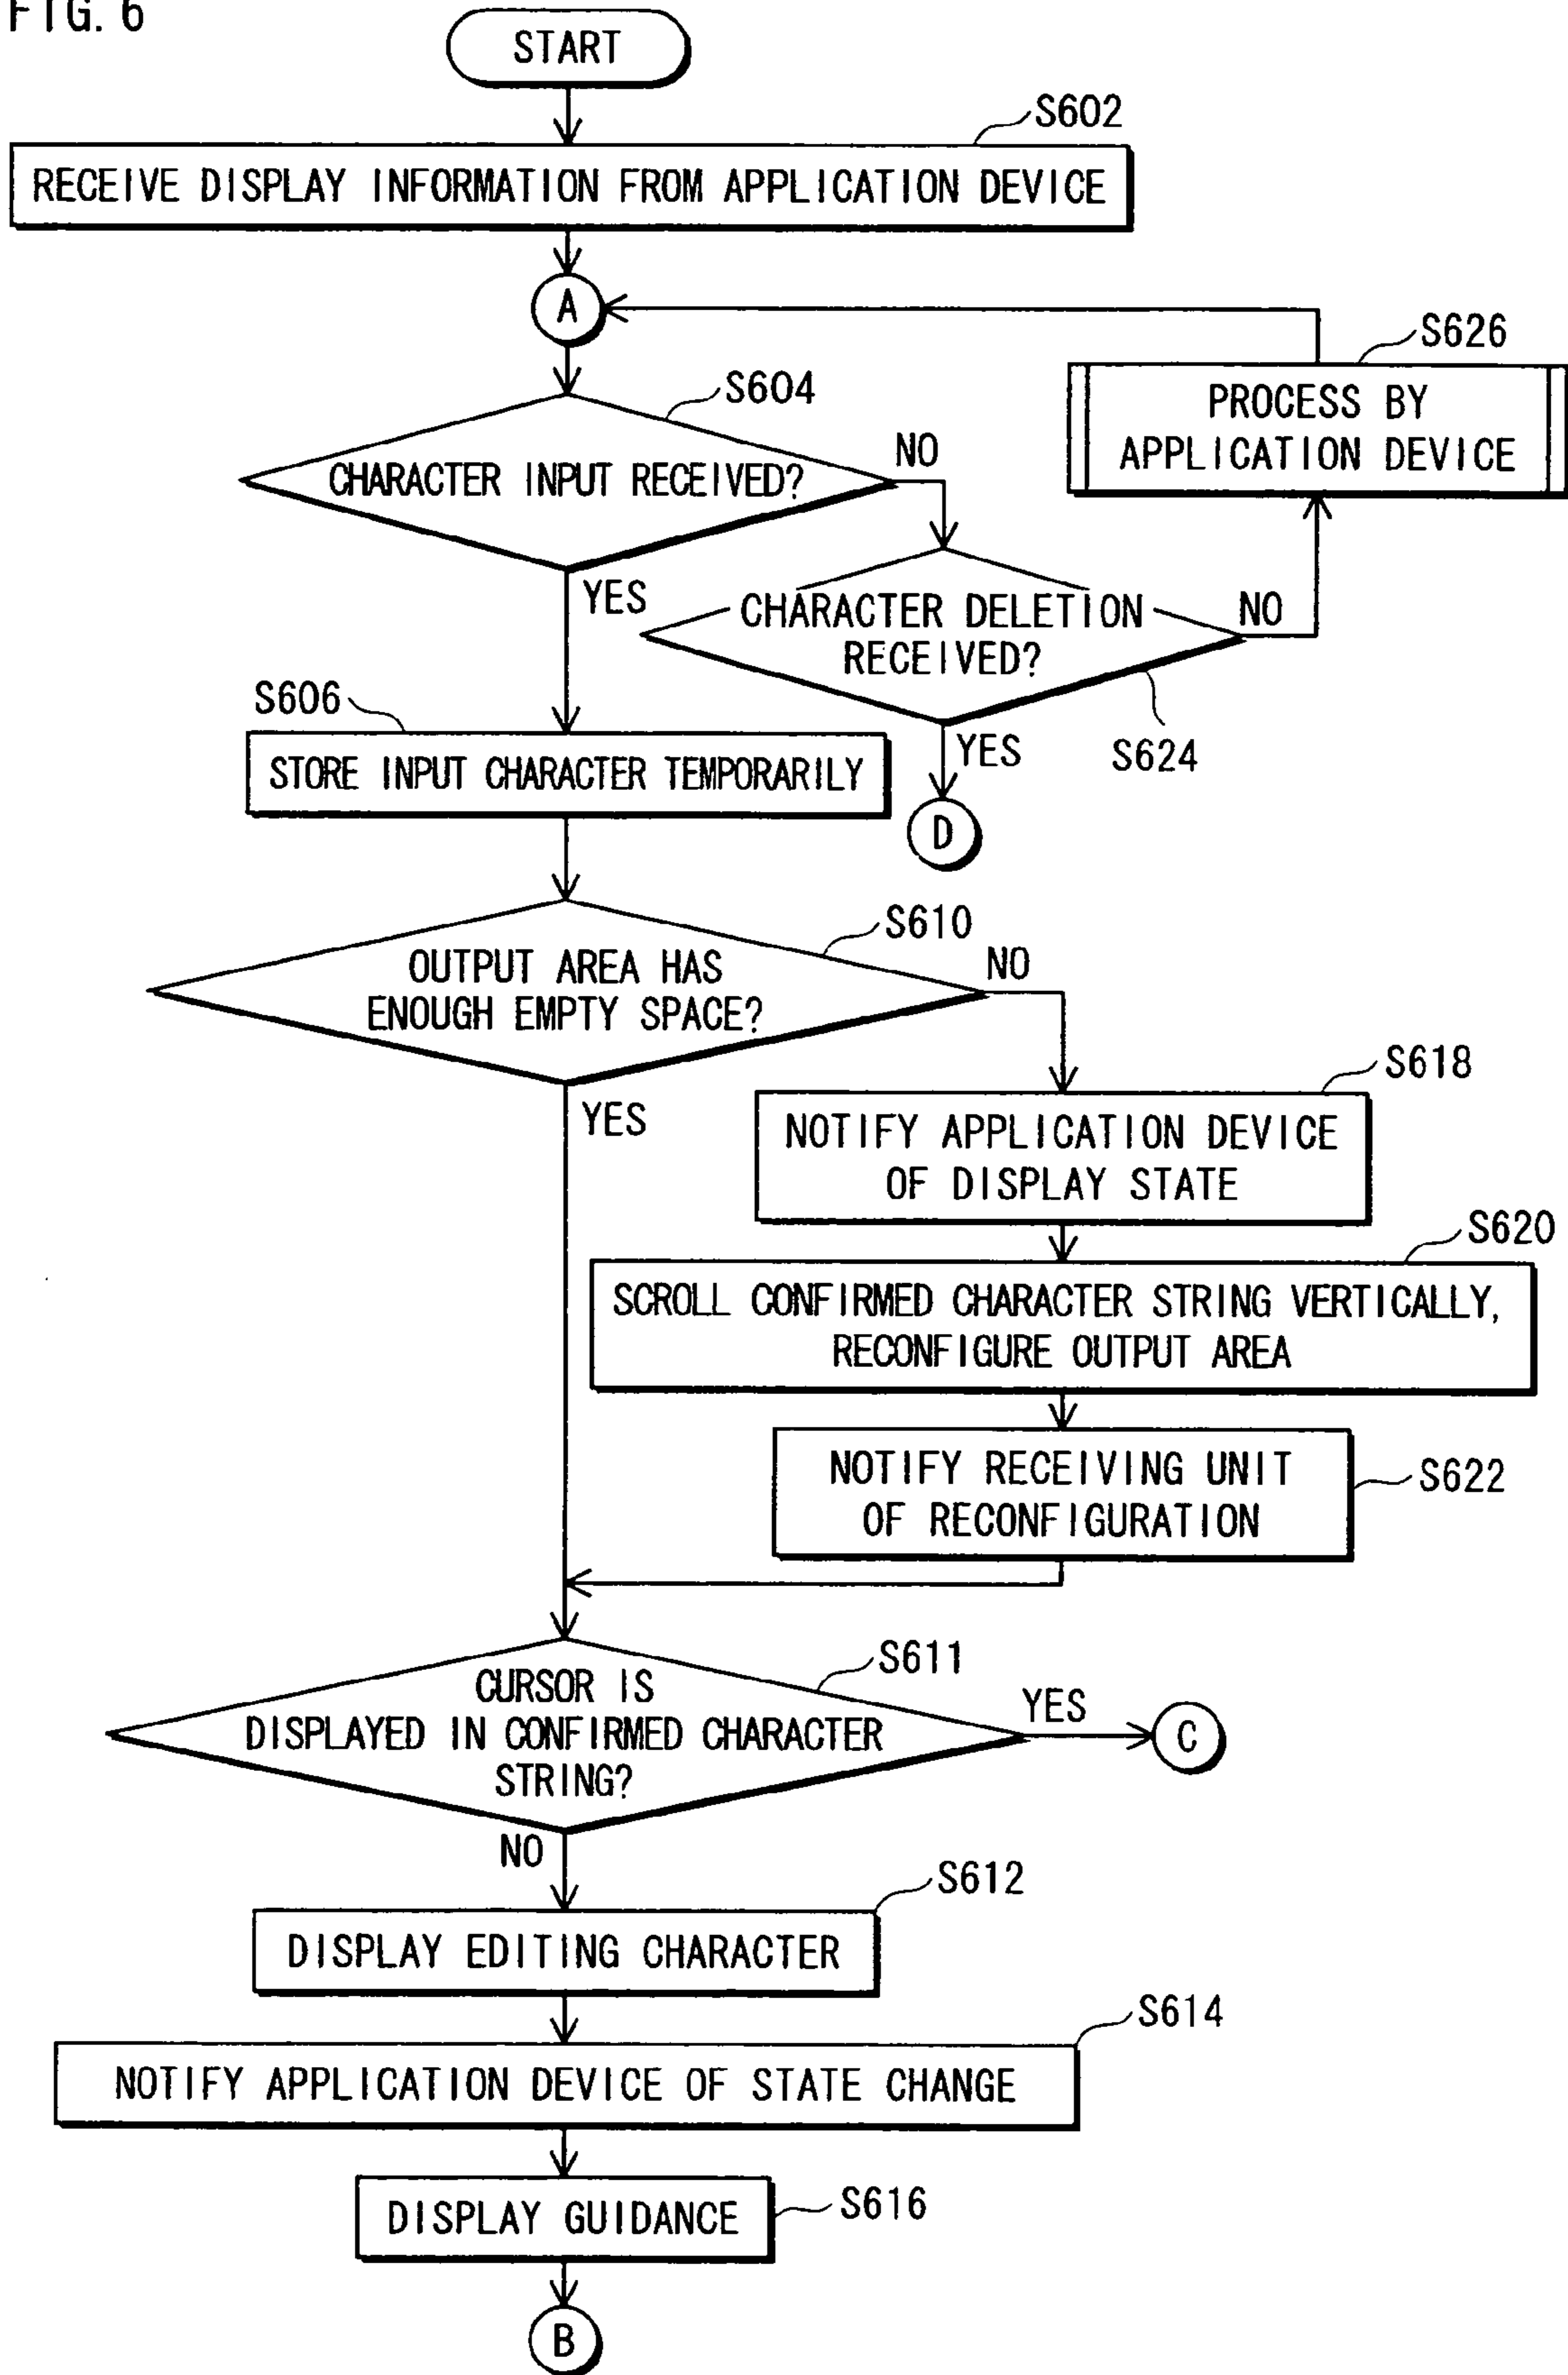 FIG. 6
START
S602
RECEIVE DISPLAY INFORMATION FROM APPLICATION DEVICE
A
S626
PROCESS BY
APPLICATION DEVICE
S604
CHARACTER INPUT RECEIVED?
NO
YES
CHARACTER DELETION
RECEIVED?
NO
S624
YES
D
S606
STORE INPUT CHARACTER TEMPORARILY
S610
OUTPUT AREA HAS
ENOUGH EMPTY SPACE?
NO
YES
S618
NOTIFY APPLICATION DEVICE
OF DISPLAY STATE
S620
SCROLL CONFIRMED CHARACTER STRING VERTICALLY,
RECONFIGURE OUTPUT AREA
NOTIFY RECEIVING UNIT
OF RECONFIGURATION
S622
S611
CURSOR IS
DISPLAYED IN CONFIRMED CHARACTER
STRING?
YES
C
NO
S612
DISPLAY EDITING CHARACTER
S614
NOTIFY APPLICATION DEVICE OF STATE CHANGE
DISPLAY GUIDANCE
S616
B